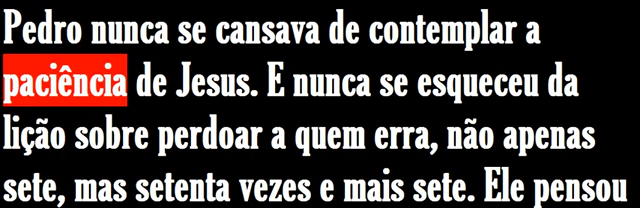 Pedro nunca se cansava de contemplar a
paciência de Jesus. E nunca se esqueceu da
lição sobre perdoar a quem erra, não apenas
sete, mas setenta vezes e mais sete. Ele pensou